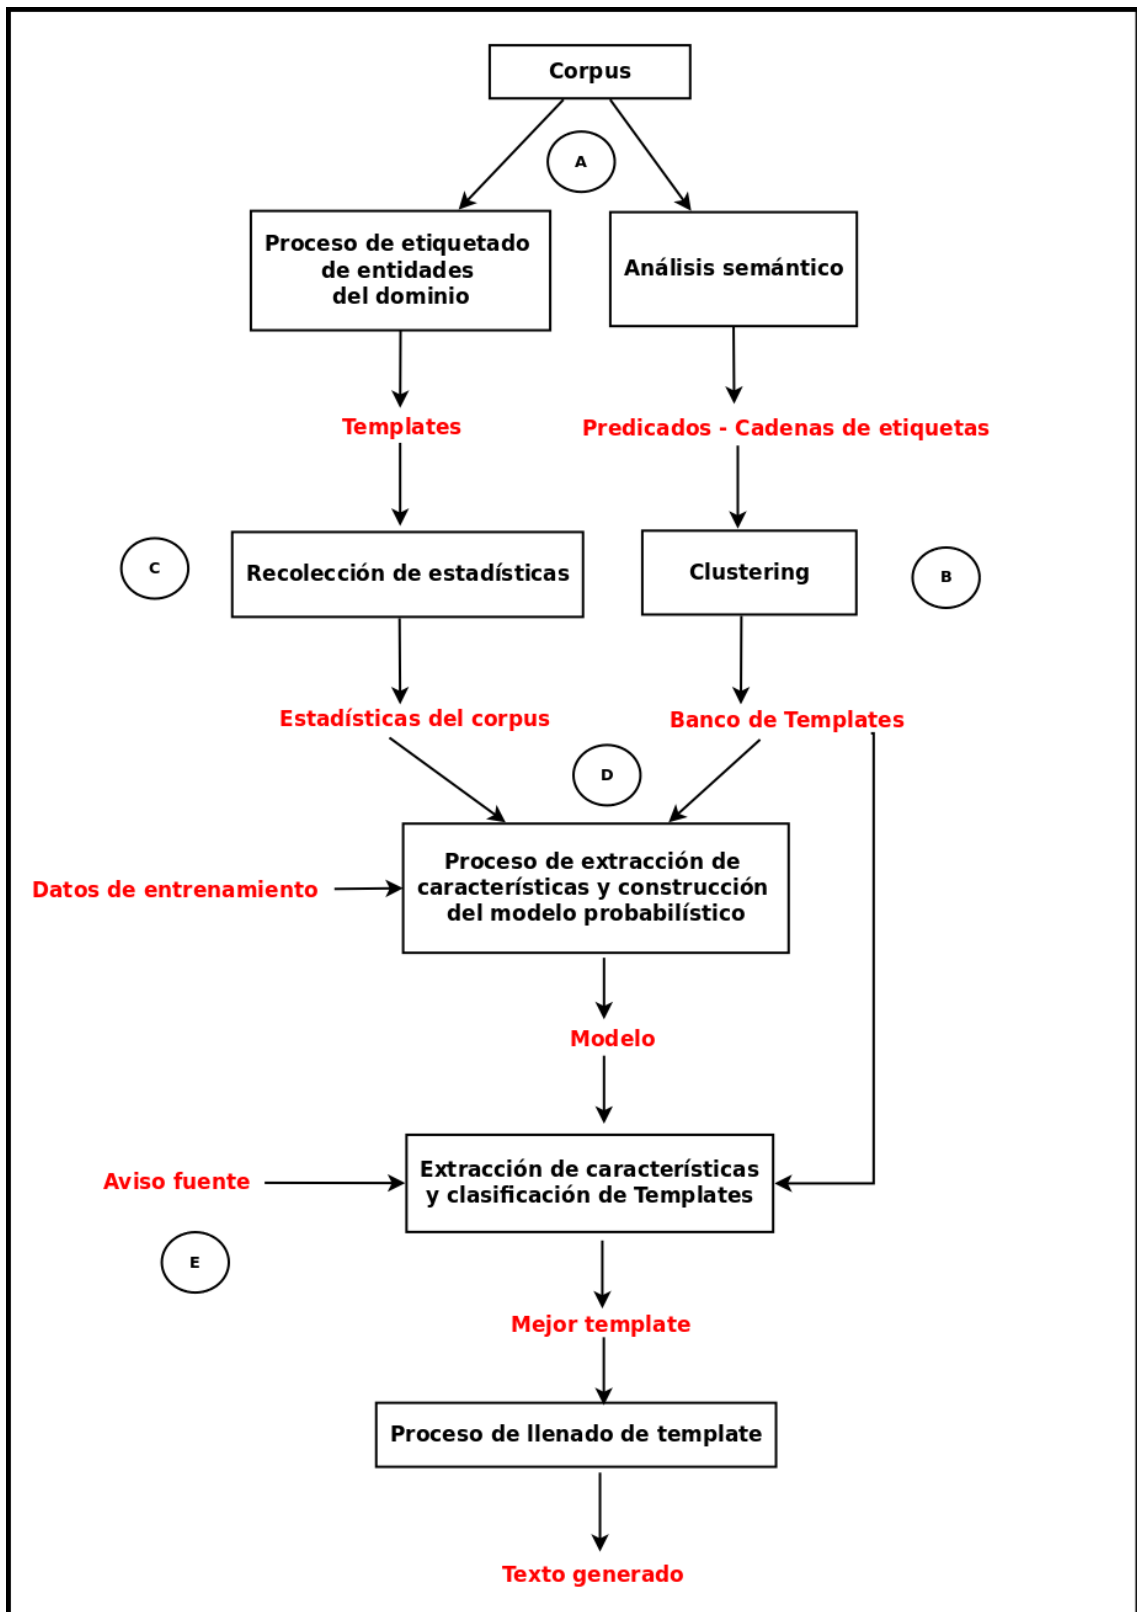 Corpus
A
Proceso de etiquetado
de entidades
del dominio
Análisis semántico
Templates
Predicados - Cadenas de etiquetas
C
Recolección de estadísticas
Clustering
B
Estadísticas del corpus
Banco de Templates
D
Proceso de extracción de
características y construcción
del modelo probabilístico
Datos de entrenamiento
Modelo
Extracción de características
y clasificación de Templates
Aviso fuente
E
Mejor template
Proceso de llenado de template
Texto generado